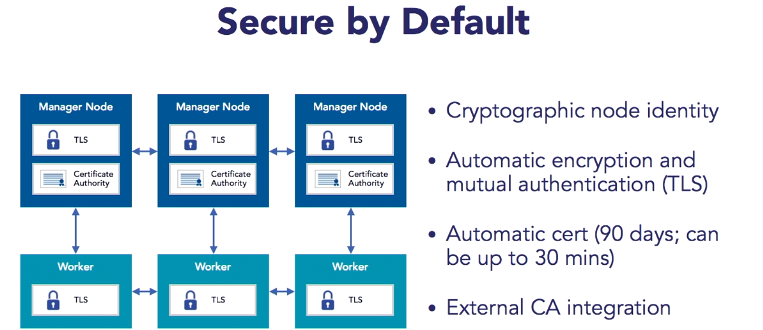 Secure by Default
Manager Node
Manager Node
Manager Node
TLS
TLS
TLS
Certificate
Authority
Certificate
Authority
Certificate
Authority
Worker
Worker
Worker
TLS
TLS
TLS
• Cryptographic node identity
• Automatic encryption and
mutual authentication (TLS)
• Automatic cert (90 days; can
be up to 30 mins)
• External CA integration